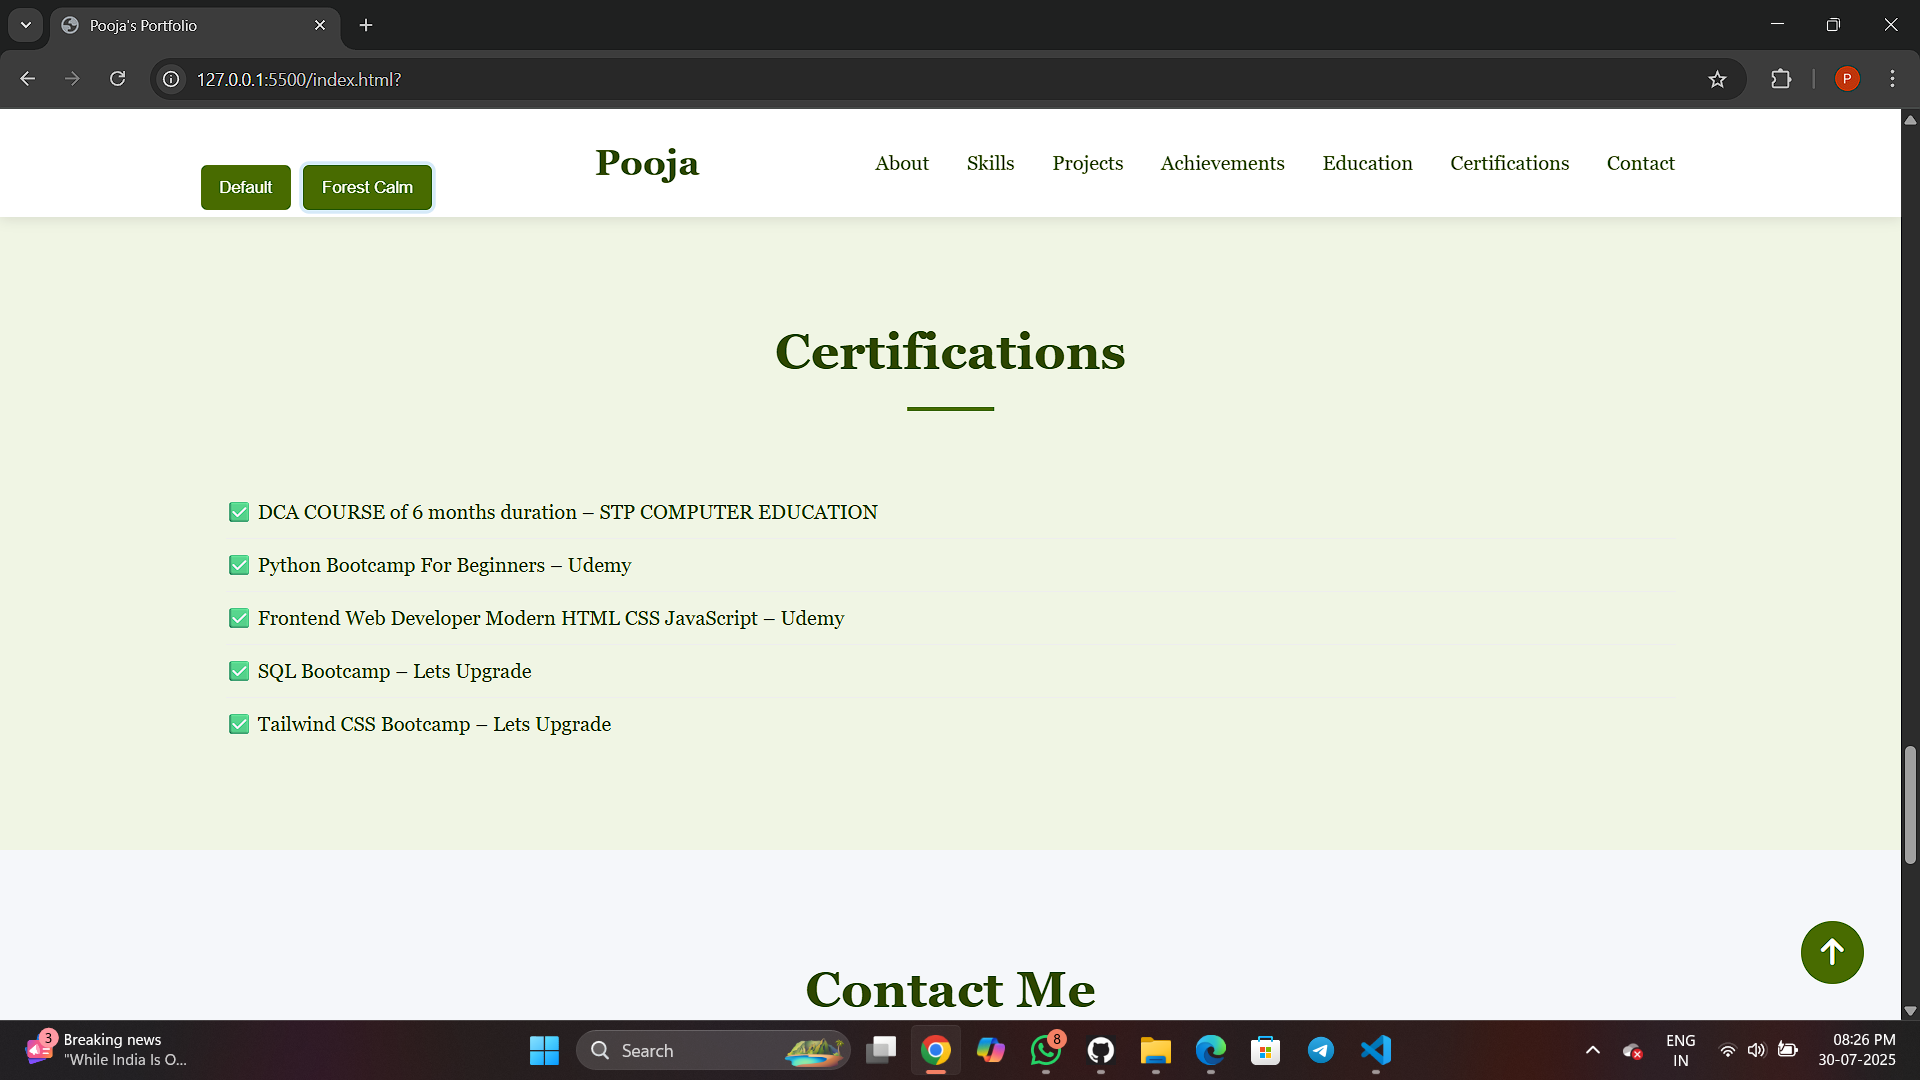 Pooja's Portfolio
127.0.0.1:5500/index.html?
P
Default
Forest Calm
Pooja
About
Skills
Projects
Achievements
Education
Certifications
Contact
Certifications
✅ DCA COURSE of 6 months duration – STP COMPUTER EDUCATION
✅ Python Bootcamp For Beginners – Udemy
✅ Frontend Web Developer Modern HTML CSS JavaScript – Udemy
✅ SQL Bootcamp – Lets Upgrade
✅ Tailwind CSS Bootcamp – Lets Upgrade
Contact Me
3
Breaking news
"While India Is O...
Search
8
ENG
IN
08:26 PM
30-07-2025